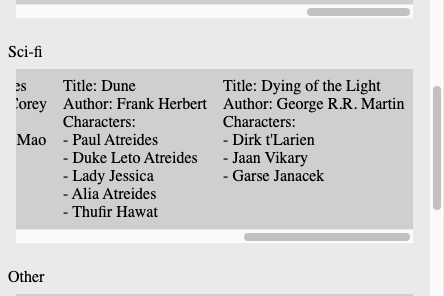 Sci-fi
es
Corey
Mao
Title: Dune
Author: Frank Herbert
Characters:
- Paul Atreides
- Duke Leto Atreides
- Lady Jessica
- Alia Atreides
- Thufir Hawat
Title: Dying of the Light
Author: George R.R. Martin
Characters:
- Dirk t'Larien
- Jaan Vikary
- Garse Janacek
Other